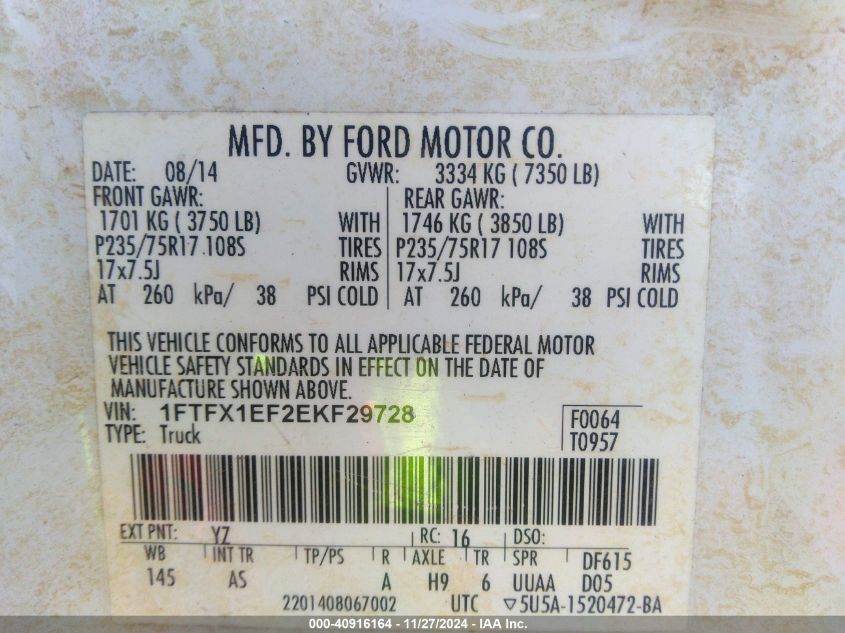 MFD. BY FORD MOTOR CO.
DATE: 08/14 GVWR: 3334 KG ( 7350 LB)
FRONT GAWR: REAR GAWR:
1701 KG ( 3750 LB) WITH 1746 KG ( 3850 LB) WITH
P235/75R17 108S TIRES P235/75R17 108S TIRES
17x7.5J RIMS 17x7.5J RIMS
AT 260 kPa/ 38 PSI COLD AT 260 kPa/ 38 PSI COLD
THIS VEHICLE CONFORMS TO ALL APPLICABLE FEDERAL MOTOR
VEHICLE SAFETY STANDARDS IN EFFECT ON THE DATE OF
MANUFACTURE SHOWN ABOVE.
VIN: 1FTFX1EF2EKF29728 F0064
TYPE: Truck T0957
EXT PNT: YZ RC: 16 DSO:
WB INT TR TP/PS R AXLE TR SPR DF615
145 AS A H9 6 UUAA D05
2201408067002 UTC ▽5U5A-1520472-BA
000-40916164 - 11/27/2024 - IAA Inc.